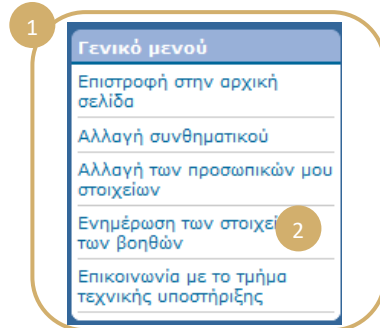 1
Γενικό μενού
Επιστροφή στην αρχική
σελίδα
Αλλαγή συνθηματικού
Αλλαγή των προσωπικών μου
στοιχείων
Ενημέρωση των
2
των βοηθών
Επικοινωνία με το τμήμα
τεχνικής υποστήριξης